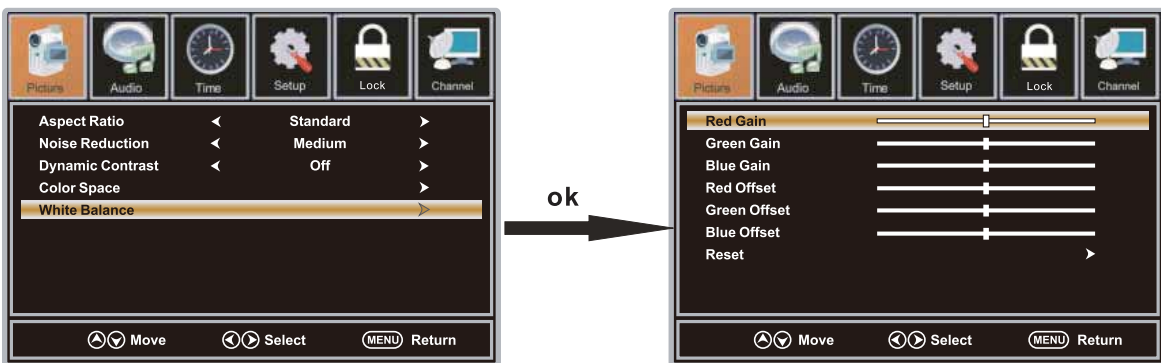 Picture Audio Time Setup Lock Channel
Aspect Ratio Standard
Noise Reduction Medium
Dynamic Contrast Off
Color Space
White Balance
Move Select MENU Return
ok
Picture Audio Time Setup Lock Channel
Red Gain
Green Gain
Blue Gain
Red Offset
Green Offset
Blue Offset
Reset
Move Select MENU Return